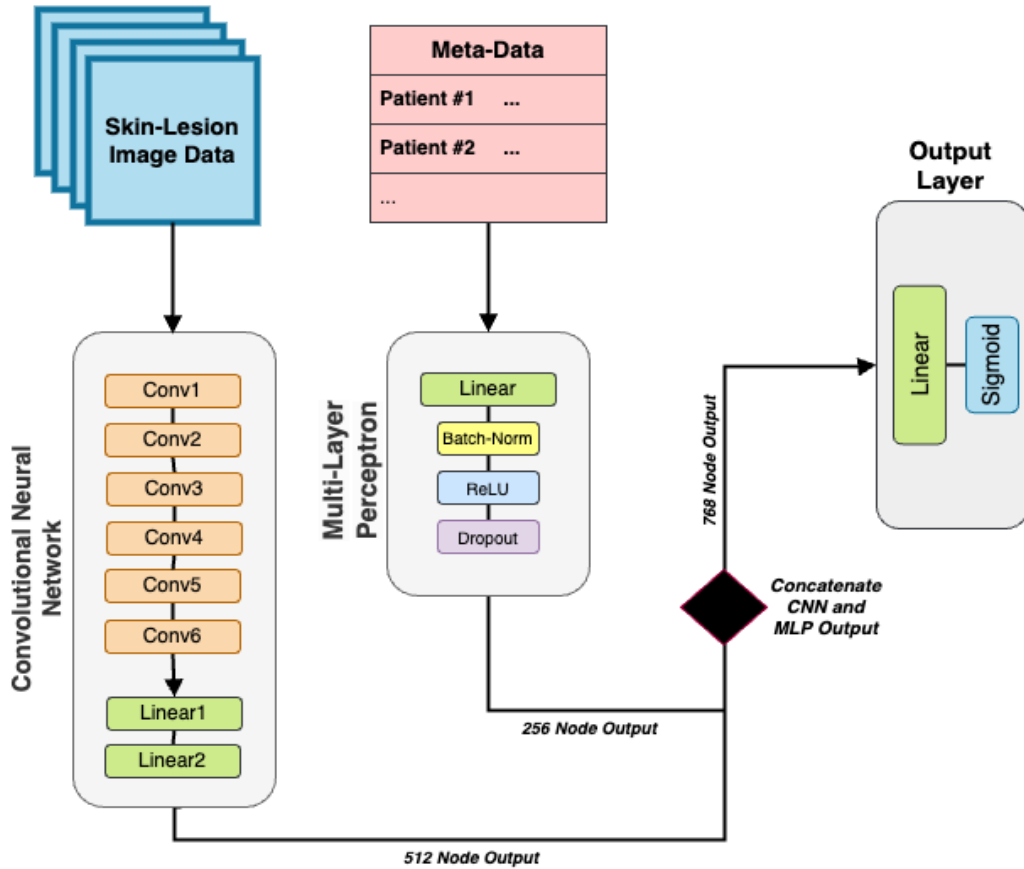 Skin-Lesion
Image Data
Meta-Data
Patient #1 ...
Patient #2 ...
...
Output
Layer
Linear
Sigmoid
Convolutional Neural
Network
Conv1
Conv2
Conv3
Conv4
Conv5
Conv6
Linear1
Linear2
Multi-Layer
Perceptron
Linear
Batch-Norm
ReLU
Dropout
768 Node Output
Concatenate
CNN and
MLP Output
256 Node Output
512 Node Output